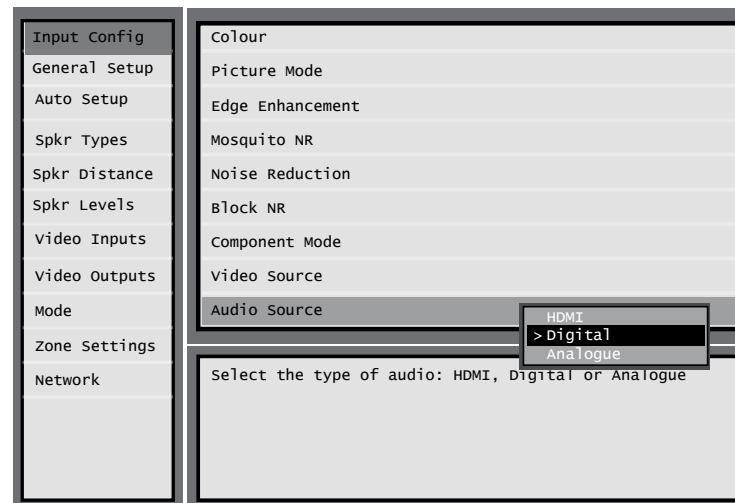 Input Config
General Setup
Auto Setup
Spkr Types
Spkr Distance
Spkr Levels
Video Inputs
Video Outputs
Mode
Zone Settings
Network
Colour
Picture Mode
Edge Enhancement
Mosquito NR
Noise Reduction
Block NR
Component Mode
Video Source
Audio Source
HDMI
> Digital
Analogue
Select the type of audio: HDMI, Digital or Analogue